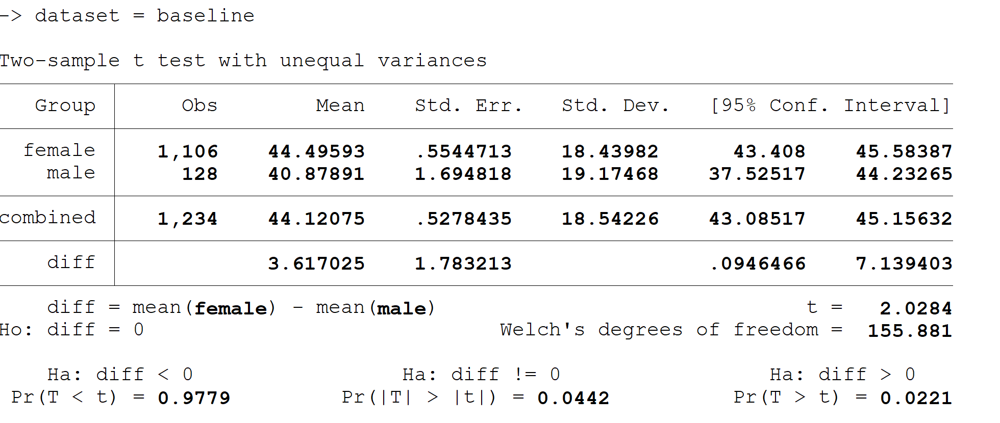 -> dataset = baseline
Two-sample t test with unequal variances
Group Obs Mean Std. Err. Std. Dev. [95% Conf. Interval]
female 1,106 44.49593 .5544713 18.43982 43.408 45.58387
male 128 40.87891 1.694818 19.17468 37.52517 44.23265
combined 1,234 44.12075 .5278435 18.54226 43.08517 45.15632
diff 3.617025 1.783213 .0946466 7.139403
diff = mean(female) - mean(male) t = 2.0284
Ho: diff = 0 Welch's degrees of freedom = 155.881
Ha: diff < 0 Ha: diff != 0 Ha: diff > 0
Pr(T < t) = 0.9779 Pr(|T| > |t|) = 0.0442 Pr(T > t) = 0.0221